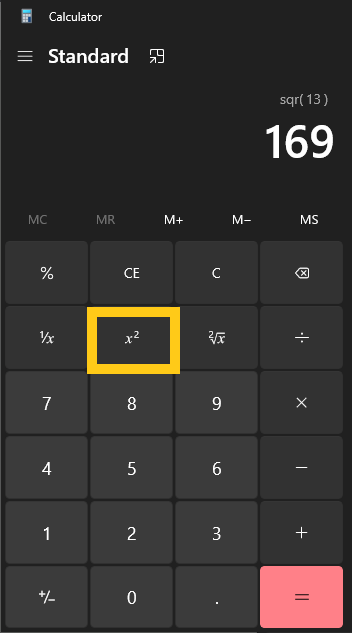 Calculator
Standard
sqr( 13 )
169
MC MR M+ M− MS
% CE C
¹/x x² ²√x ÷
7 8 9 ×
4 5 6 −
1 2 3 +
+/− 0 . =